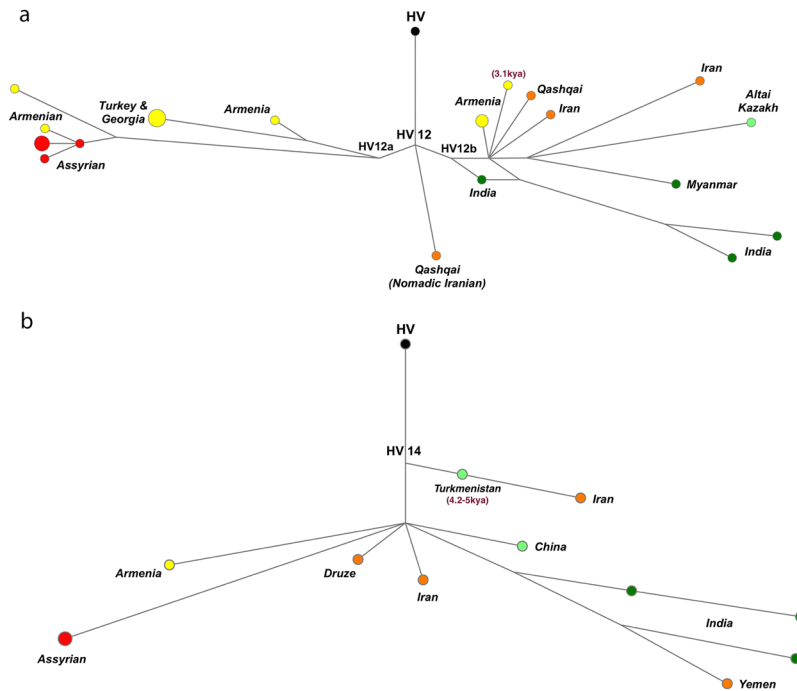 a
HV
(3.1kya)
Iran
Qashqai
Altai
Kazakh
Turkey &
Georgia
Armenian
Armenia
Armenia
Iran
HV 12
HV12a
HV12b
Assyrian
India
Myanmar
India
Qashqai
(Nomadic Iranian)
b
HV
HV 14
Turkmenistan
(4.2-5kya)
Iran
China
Armenia
Druze
Iran
India
Assyrian
Yemen